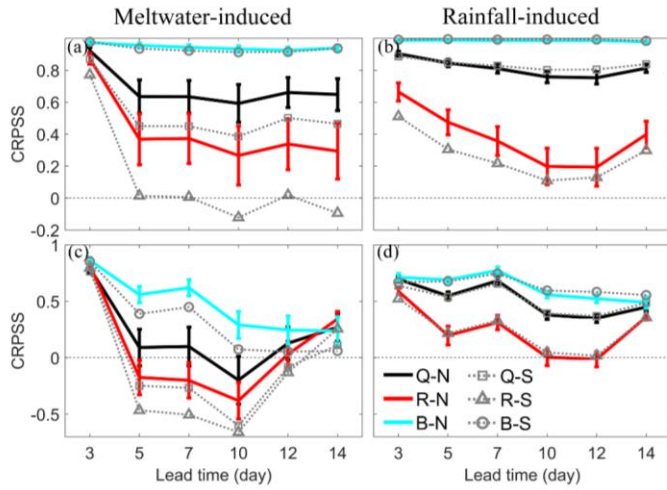 Meltwater-induced Rainfall-induced
(a) (b)
CRPSS
0.8
0.6
0.4
0.2
0
-0.2
(c) (d)
CRPSS
0.5
0
-0.5
Q-N Q-S
R-N R-S
B-N B-S
3 5 7 10 12 14 3 5 7 10 12 14
Lead time (day) Lead time (day)